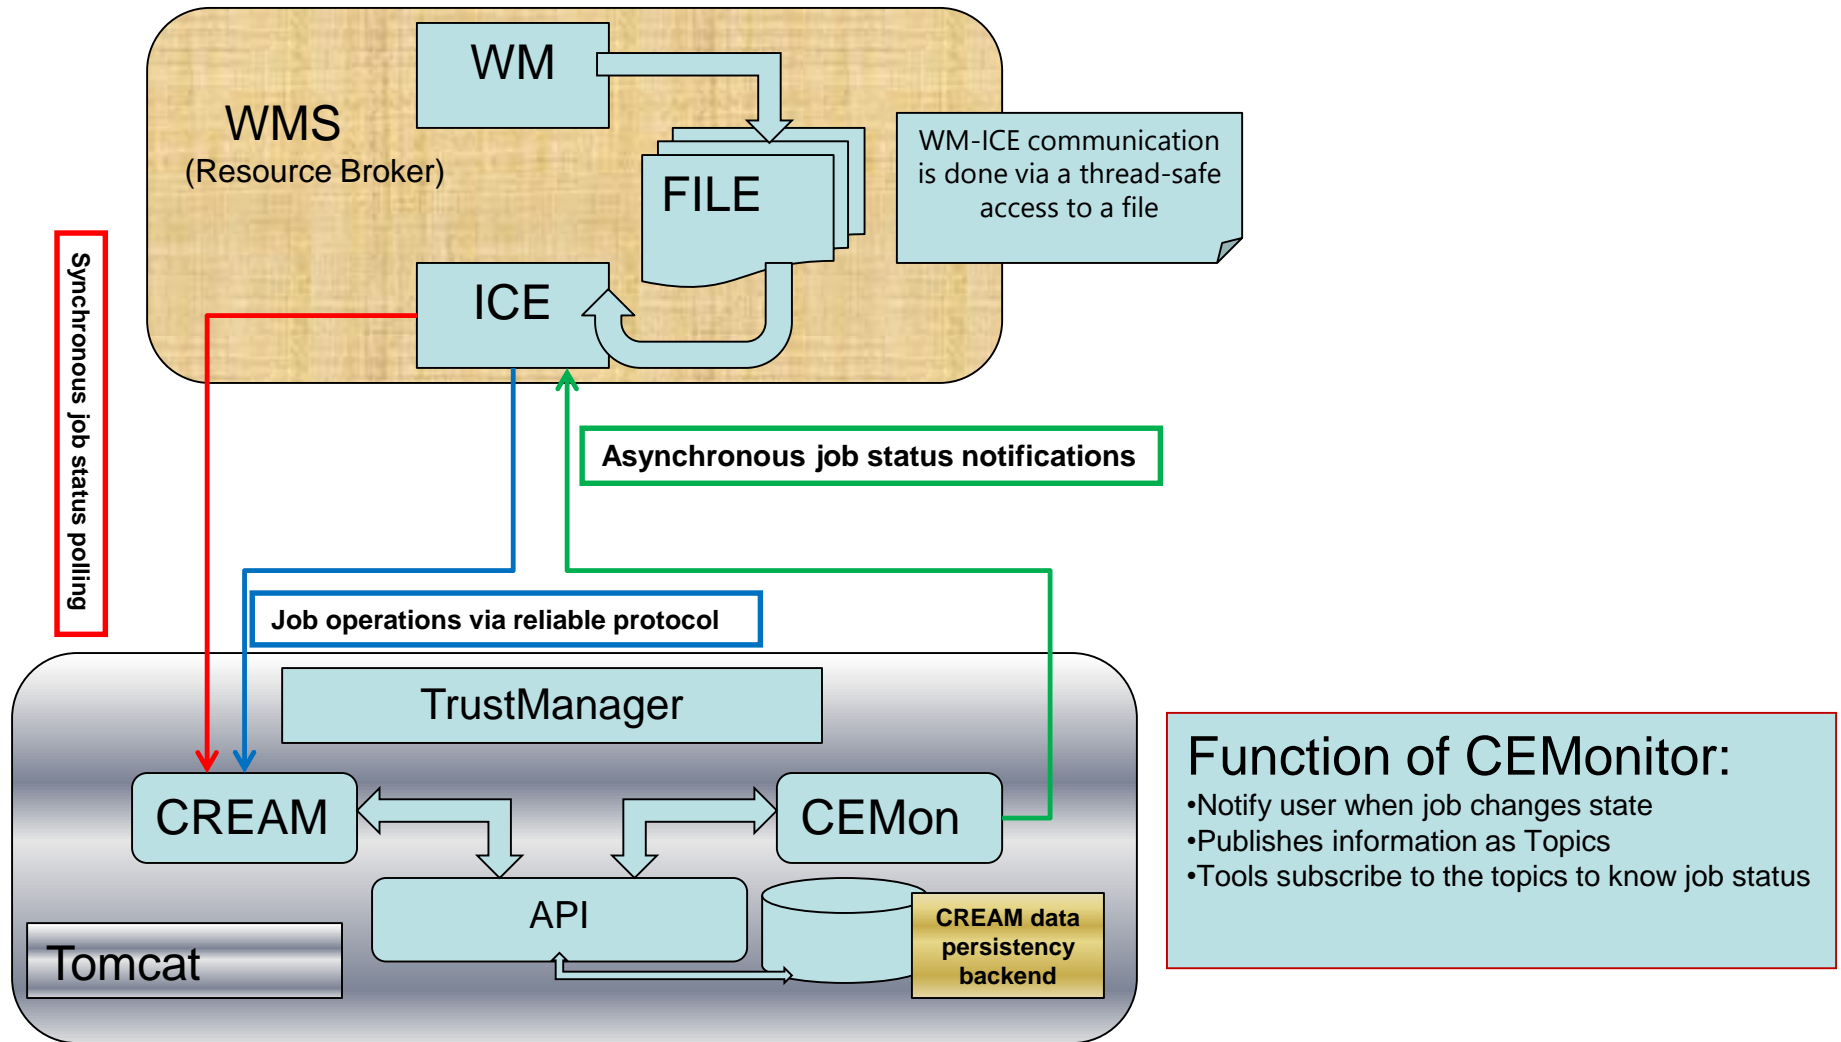 WM
WMS
(Resource Broker)
FILE
WM-ICE communication
is done via a thread-safe
access to a file
ICE
Synchronous job status polling
Asynchronous job status notifications
Job operations via reliable protocol
TrustManager
CREAM
CEMon
API
CREAM data
persistency
backend
Tomcat
Function of CEMonitor:
•Notify user when job changes state
•Publishes information as Topics
•Tools subscribe to the topics to know job status